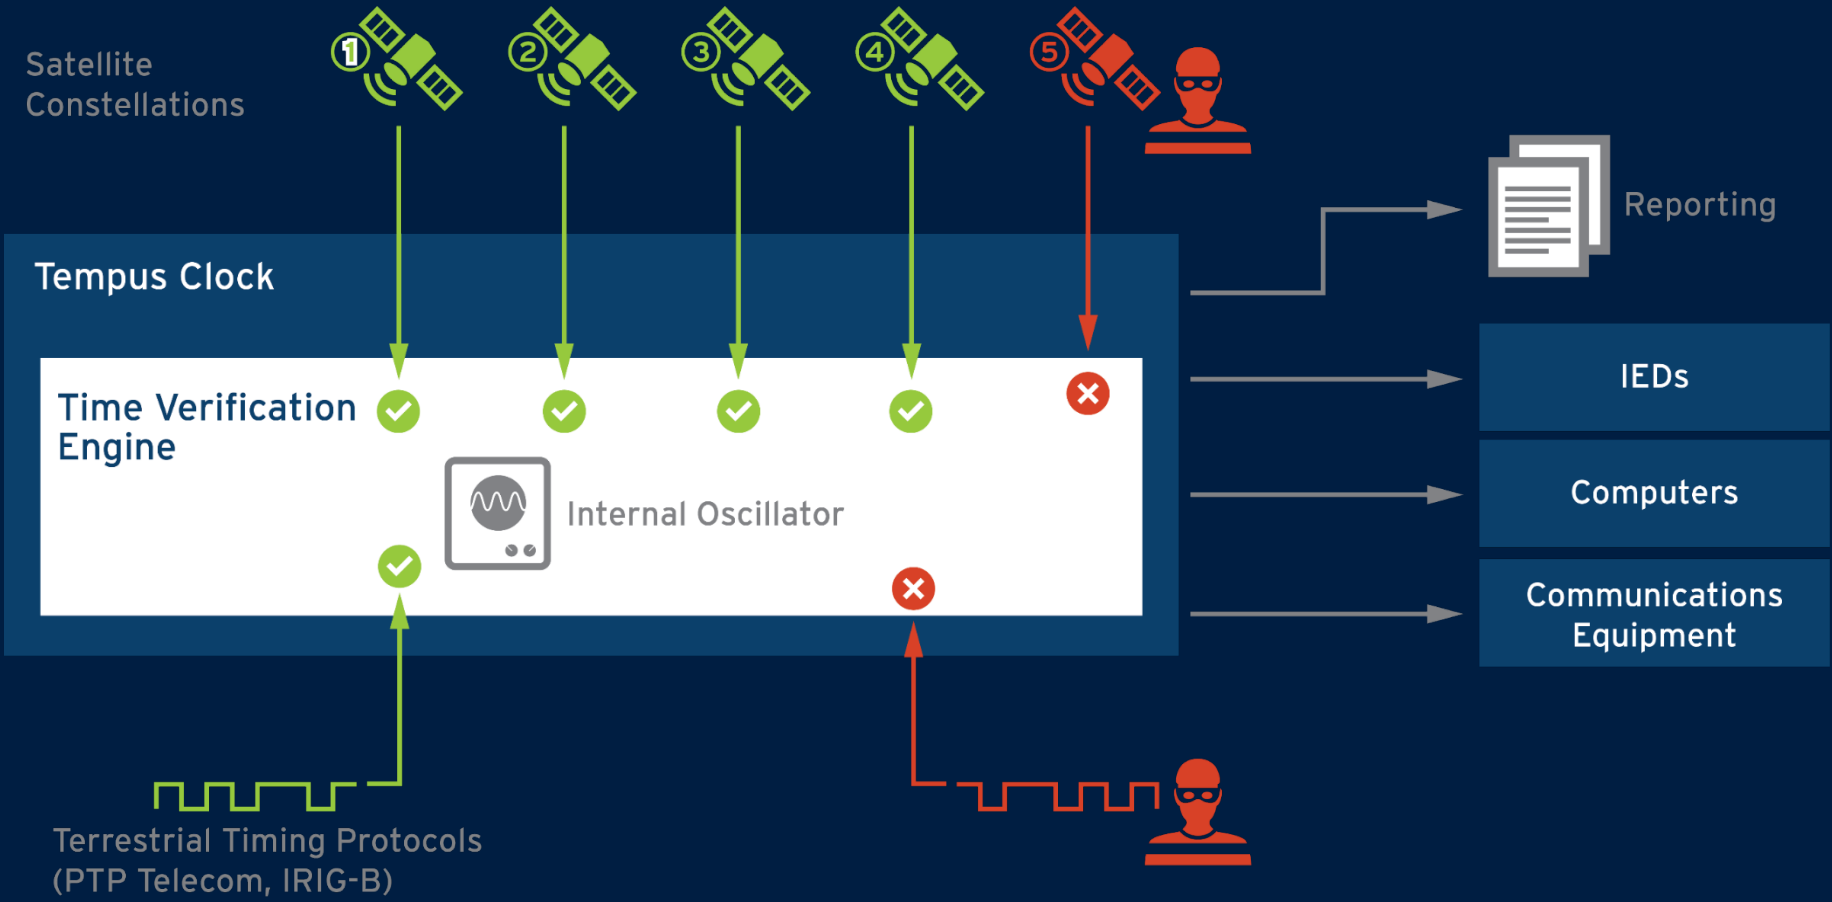 Satellite
Constellations
1
2
3
4
5
Reporting
Tempus Clock
Time Verification
Engine
Internal Oscillator
IEDs
Computers
Communications
Equipment
Terrestrial Timing Protocols
(PTP Telecom, IRIG-B)